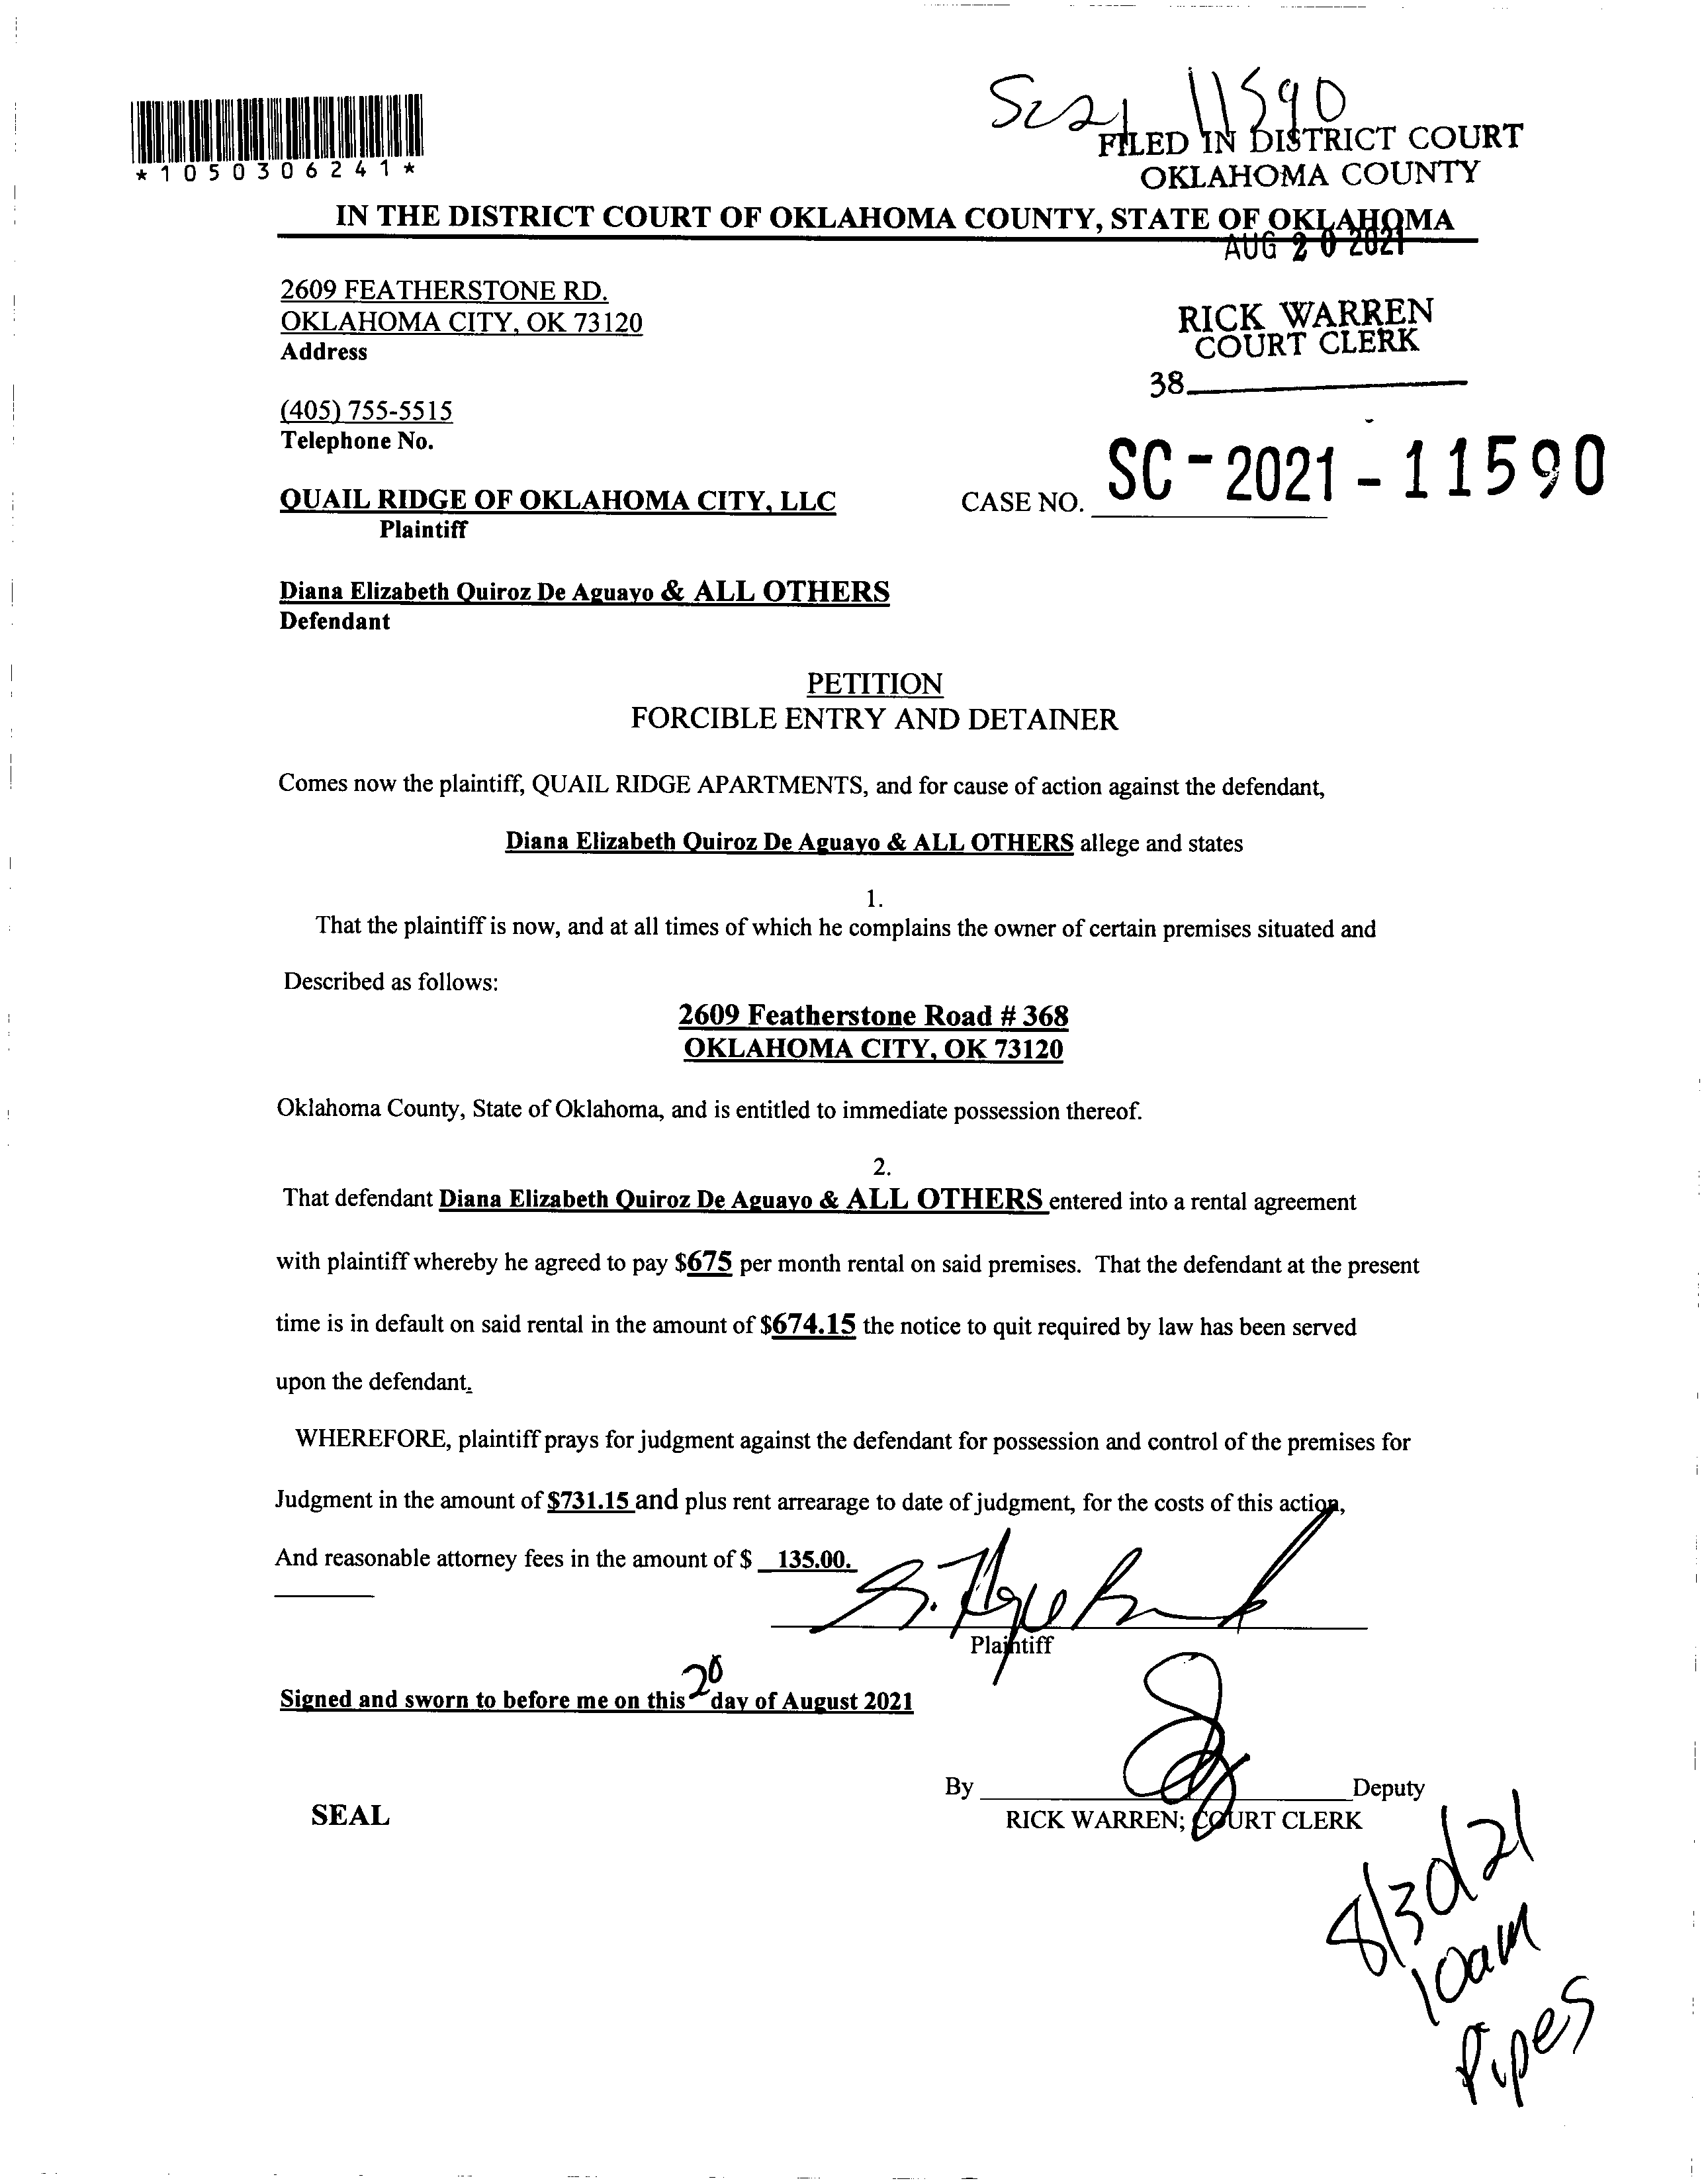 Sc21 11590
*1050306241*
FILED IN DISTRICT COURT
OKLAHOMA COUNTY
IN THE DISTRICT COURT OF OKLAHOMA COUNTY, STATE OF OKLAHOMA
AUG 20 2021
2609 FEATHERSTONE RD.
OKLAHOMA CITY, OK 73120
Address
RICK WARREN
COURT CLERK
38
(405) 755-5515
Telephone No.
QUAIL RIDGE OF OKLAHOMA CITY, LLC
CASE NO. SC-2021-11590
Plaintiff
Diana Elizabeth Quiroz De Aguayo & ALL OTHERS
Defendant
PETITION
FORCIBLE ENTRY AND DETAINER
Comes now the plaintiff, QUAIL RIDGE APARTMENTS, and for cause of action against the defendant,
Diana Elizabeth Quiroz De Aguayo & ALL OTHERS allege and states
1.
That the plaintiff is now, and at all times of which he complains the owner of certain premises situated and
Described as follows:
2609 Featherstone Road # 368
OKLAHOMA CITY, OK 73120
Oklahoma County, State of Oklahoma, and is entitled to immediate possession thereof.
2.
That defendant Diana Elizabeth Quiroz De Aguayo & ALL OTHERS entered into a rental agreement
with plaintiff whereby he agreed to pay $675 per month rental on said premises. That the defendant at the present
time is in default on said rental in the amount of $674.15 the notice to quit required by law has been served
upon the defendant.
WHEREFORE, plaintiff prays for judgment against the defendant for possession and control of the premises for
Judgment in the amount of $731.15 and plus rent arrearage to date of judgment, for the costs of this action,
And reasonable attorney fees in the amount of $ 135.00.
Plaintiff
Signed and sworn to before me on this 20 day of August 2021
By Deputy
SEAL
RICK WARREN; COURT CLERK
8/30/21
10am
Pipes